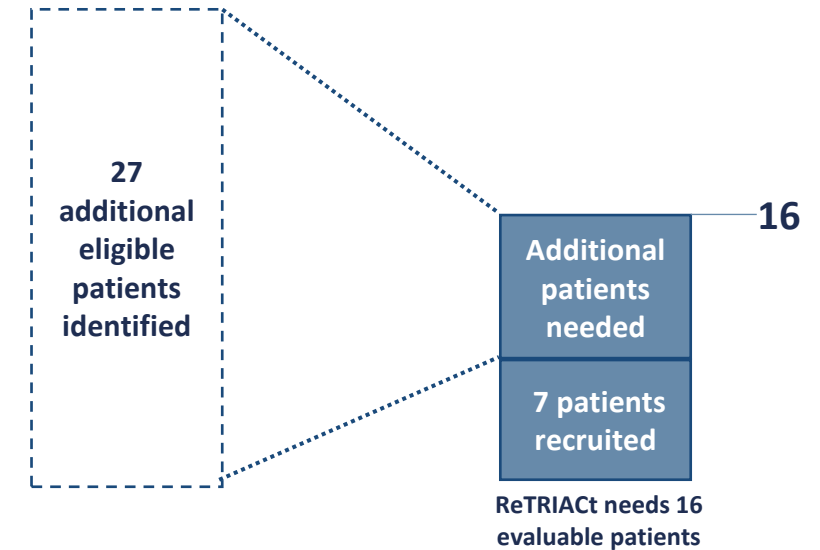 27
additional
eligible
patients
identified
16
Additional
patients
needed
7 patients
recruited
ReTRIACt needs 16
evaluable patients